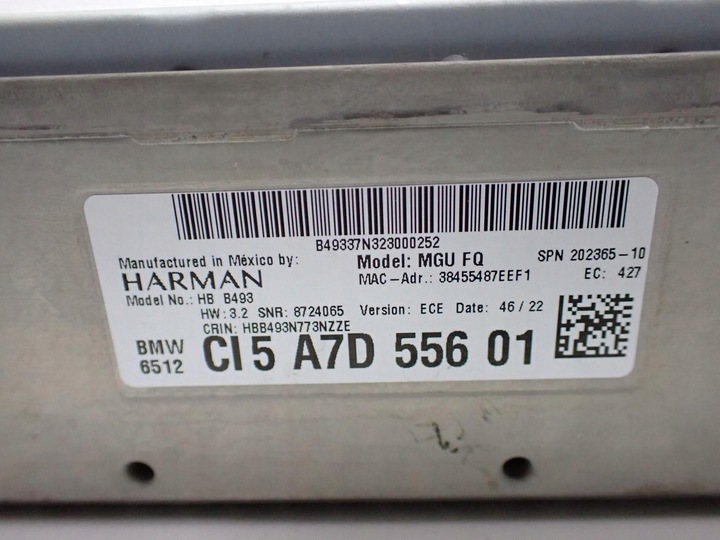 B49337N323000252
Manufactured in México by: Model: MGU FQ SPN 202365-10
HARMAN MAC-Adr.: 38455487EEF1 EC: 427
Model No.: HB B493
HW: 3.2 SNR: 8724065 Version: ECE Date: 46/22
CRIN: HBB493N773NZZE
BMW
6512 CI5 A7D 556 01